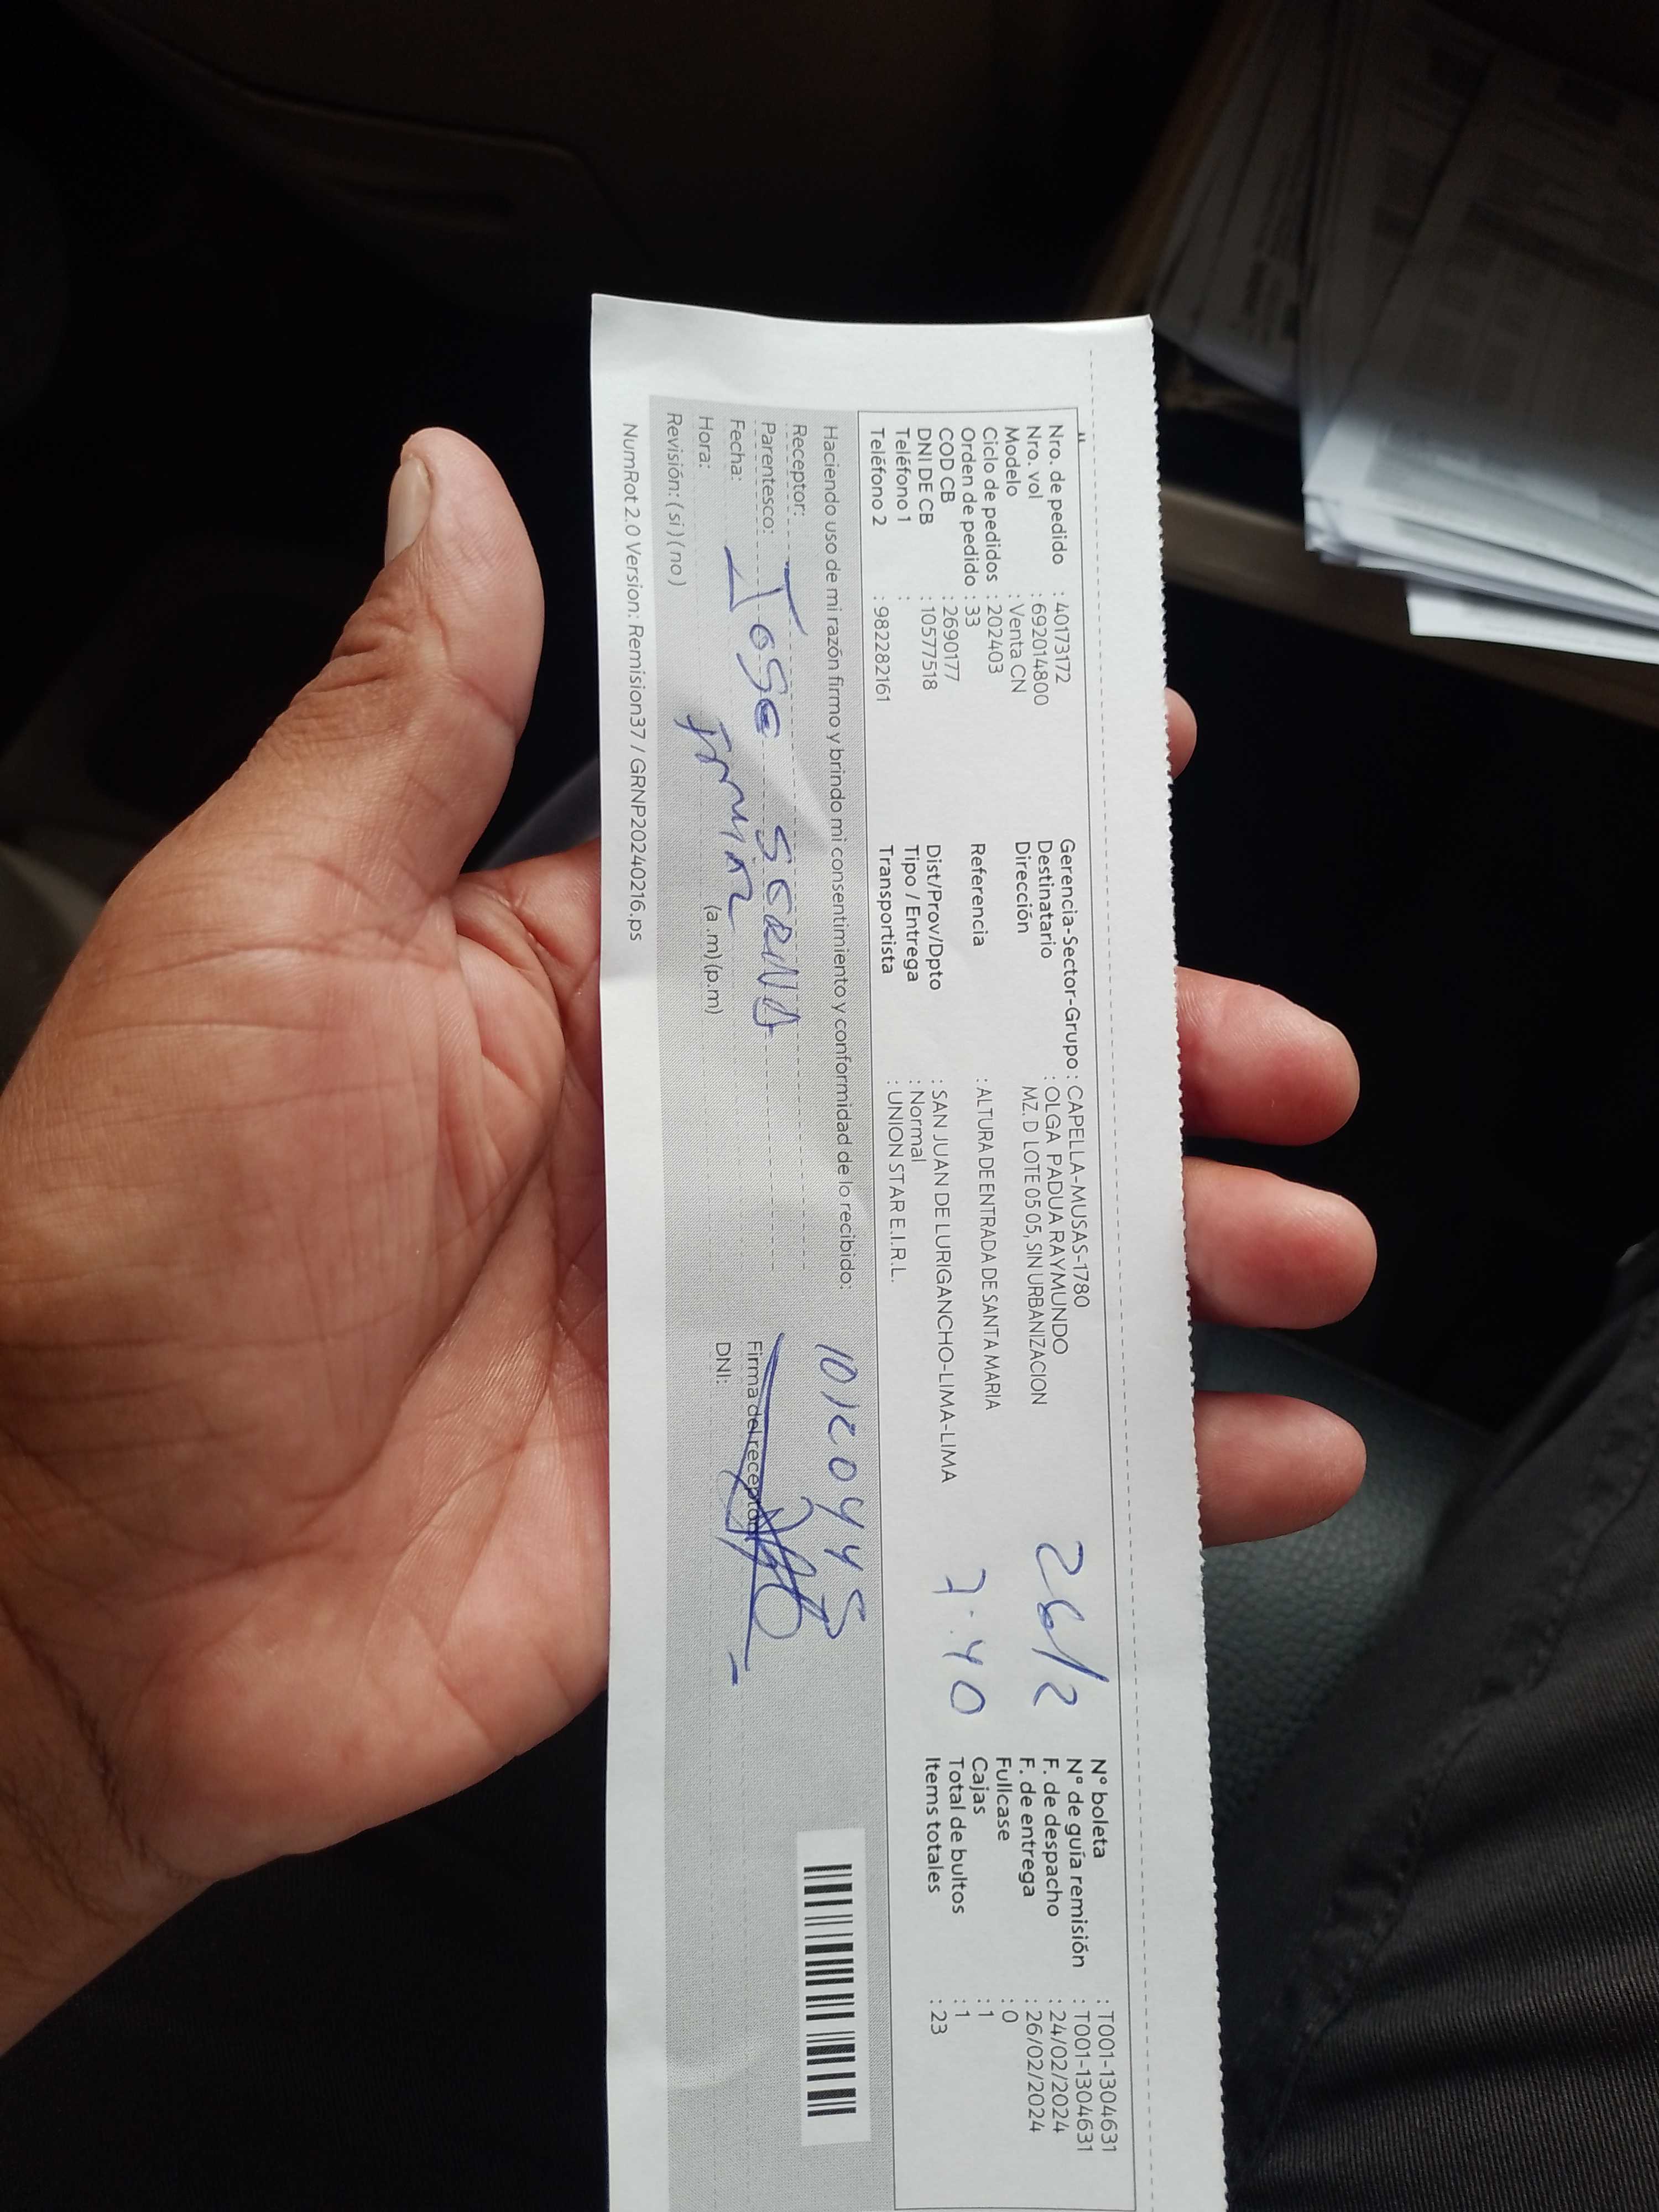 Nro. de pedido : 40173172
Nro. vol : 692014800
Modelo : Venta CN
Ciclo de pedidos : 202403
Orden de pedido : 33
COD CB : 2690177
DNI DE CB : 10577518
Teléfono 1 :
Teléfono 2 : 982282161
Gerencia-Sector-Grupo : CAPELLA-MUSAS-1780
Destinatario : OLGA PADUA RAYMUNDO
Dirección MZ. D LOTE 05 05, SIN URBANIZACION
Referencia : ALTURA DE ENTRADA DE SANTA MARIA
Dist/Prov/Dpto : SAN JUAN DE LURIGANCHO-LIMA-LIMA
Tipo / Entrega : Normal
Transportista : UNION STAR E.I.R.L.
26/2
7:40
N° boleta : T001-1304631
N° de guía remisión : T001-1304631
F. de despacho : 24/02/2024
F. de entrega : 26/02/2024
Fullcase : 0
Cajas : 1
Total de bultos : 1
Items totales : 23
Haciendo uso de mi razón firmo y brindo mi consentimiento y conformidad de lo recibido:
Receptor:
Parentesco: Jose
Fecha:
Hora: (a.m) (p.m)
Revisión: ( si ) ( no )
Firma del receptor
DNI:
NumRot 2.0 Version: Remision37 / GRNP20240216.ps